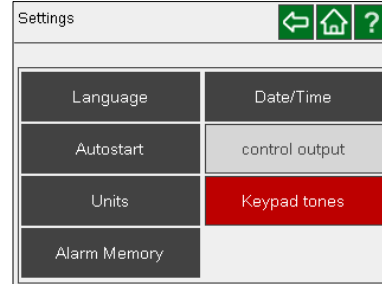 Settings ?
Language Date/Time
Autostart control output
Units Keypad tones
Alarm Memory